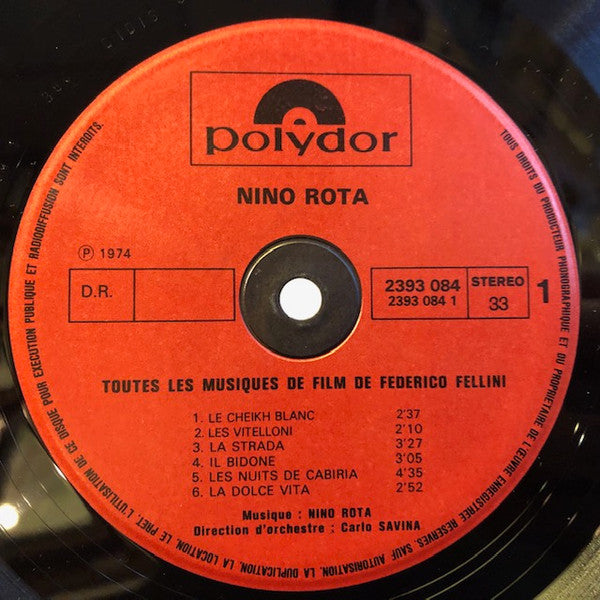 polydor
NINO ROTA
℗ 1974
D.R.
2393 084
2393 084 1
STEREO
33
1
TOUTES LES MUSIQUES DE FILM DE FEDERICO FELLINI
1. LE CHEIKH BLANC 2'37
2. LES VITELLONI 2'10
3. LA STRADA 3'27
4. IL BIDONE 3'05
5. LES NUITS DE CABIRIA 4'35
6. LA DOLCE VITA 2'52
Musique : NINO ROTA
Direction d'orchestre : Carlo SAVINA
TOUS DROITS DU PRODUCTEUR PHONOGRAPHIQUE ET DU PROPRIETAIRE DE L'ŒUVRE ENREGISTREE RESERVES. SAUF AUTORISATION, LA DUPLICATION, LA LOCATION, LE PRET, L'UTILISATION DE CE DISQUE POUR EXECUTION PUBLIQUE ET RADIODIFFUSION SONT INTERDITS.